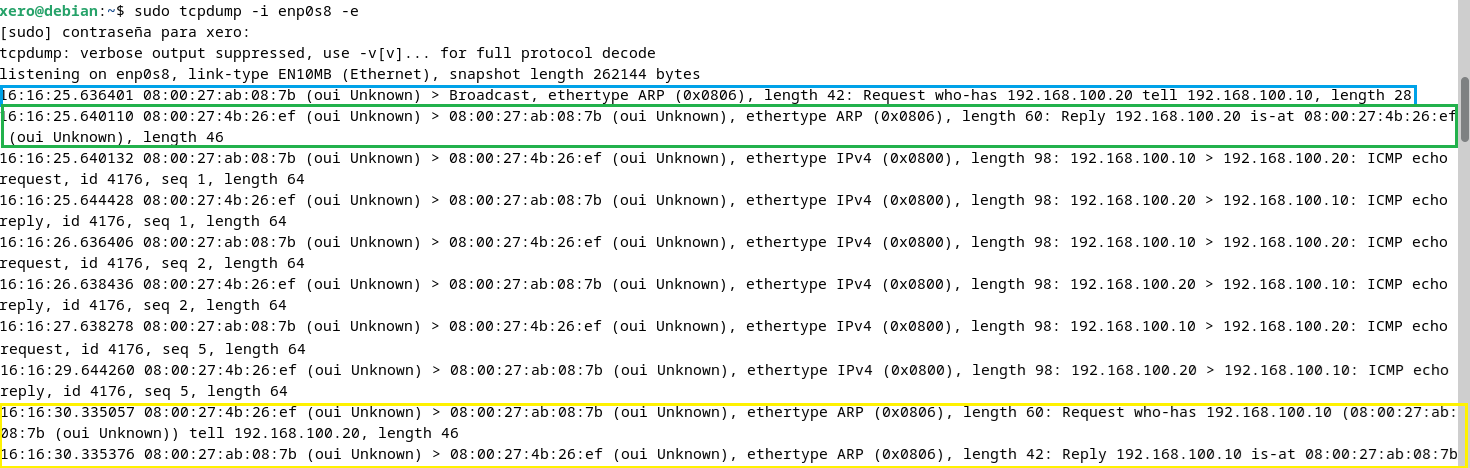 xero@debian:~$ sudo tcpdump -i enp0s8 -e
[sudo] contraseña para xero:
tcpdump: verbose output suppressed, use -v[v]... for full protocol decode
listening on enp0s8, link-type EN10MB (Ethernet), snapshot length 262144 bytes
16:16:25.636401 08:00:27:ab:08:7b (oui Unknown) > Broadcast, ethertype ARP (0x0806), length 42: Request who-has 192.168.100.20 tell 192.168.100.10, length 28
16:16:25.640110 08:00:27:4b:26:ef (oui Unknown) > 08:00:27:ab:08:7b (oui Unknown), ethertype ARP (0x0806), length 60: Reply 192.168.100.20 is-at 08:00:27:4b:26:ef
(oui Unknown), length 46
16:16:25.640132 08:00:27:ab:08:7b (oui Unknown) > 08:00:27:4b:26:ef (oui Unknown), ethertype IPv4 (0x0800), length 98: 192.168.100.10 > 192.168.100.20: ICMP echo
request, id 4176, seq 1, length 64
16:16:25.644428 08:00:27:4b:26:ef (oui Unknown) > 08:00:27:ab:08:7b (oui Unknown), ethertype IPv4 (0x0800), length 98: 192.168.100.20 > 192.168.100.10: ICMP echo
reply, id 4176, seq 1, length 64
16:16:26.636406 08:00:27:ab:08:7b (oui Unknown) > 08:00:27:4b:26:ef (oui Unknown), ethertype IPv4 (0x0800), length 98: 192.168.100.10 > 192.168.100.20: ICMP echo
request, id 4176, seq 2, length 64
16:16:26.638436 08:00:27:4b:26:ef (oui Unknown) > 08:00:27:ab:08:7b (oui Unknown), ethertype IPv4 (0x0800), length 98: 192.168.100.20 > 192.168.100.10: ICMP echo
reply, id 4176, seq 2, length 64
16:16:27.638278 08:00:27:ab:08:7b (oui Unknown) > 08:00:27:4b:26:ef (oui Unknown), ethertype IPv4 (0x0800), length 98: 192.168.100.10 > 192.168.100.20: ICMP echo
request, id 4176, seq 5, length 64
16:16:29.644260 08:00:27:4b:26:ef (oui Unknown) > 08:00:27:ab:08:7b (oui Unknown), ethertype IPv4 (0x0800), length 98: 192.168.100.20 > 192.168.100.10: ICMP echo
reply, id 4176, seq 5, length 64
16:16:30.335057 08:00:27:4b:26:ef (oui Unknown) > 08:00:27:ab:08:7b (oui Unknown), ethertype ARP (0x0806), length 60: Request who-has 192.168.100.10 (08:00:27:ab:
08:7b (oui Unknown)) tell 192.168.100.20, length 46
16:16:30.335376 08:00:27:ab:08:7b (oui Unknown) > 08:00:27:4b:26:ef (oui Unknown), ethertype ARP (0x0806), length 42: Reply 192.168.100.10 is-at 08:00:27:ab:08:7b